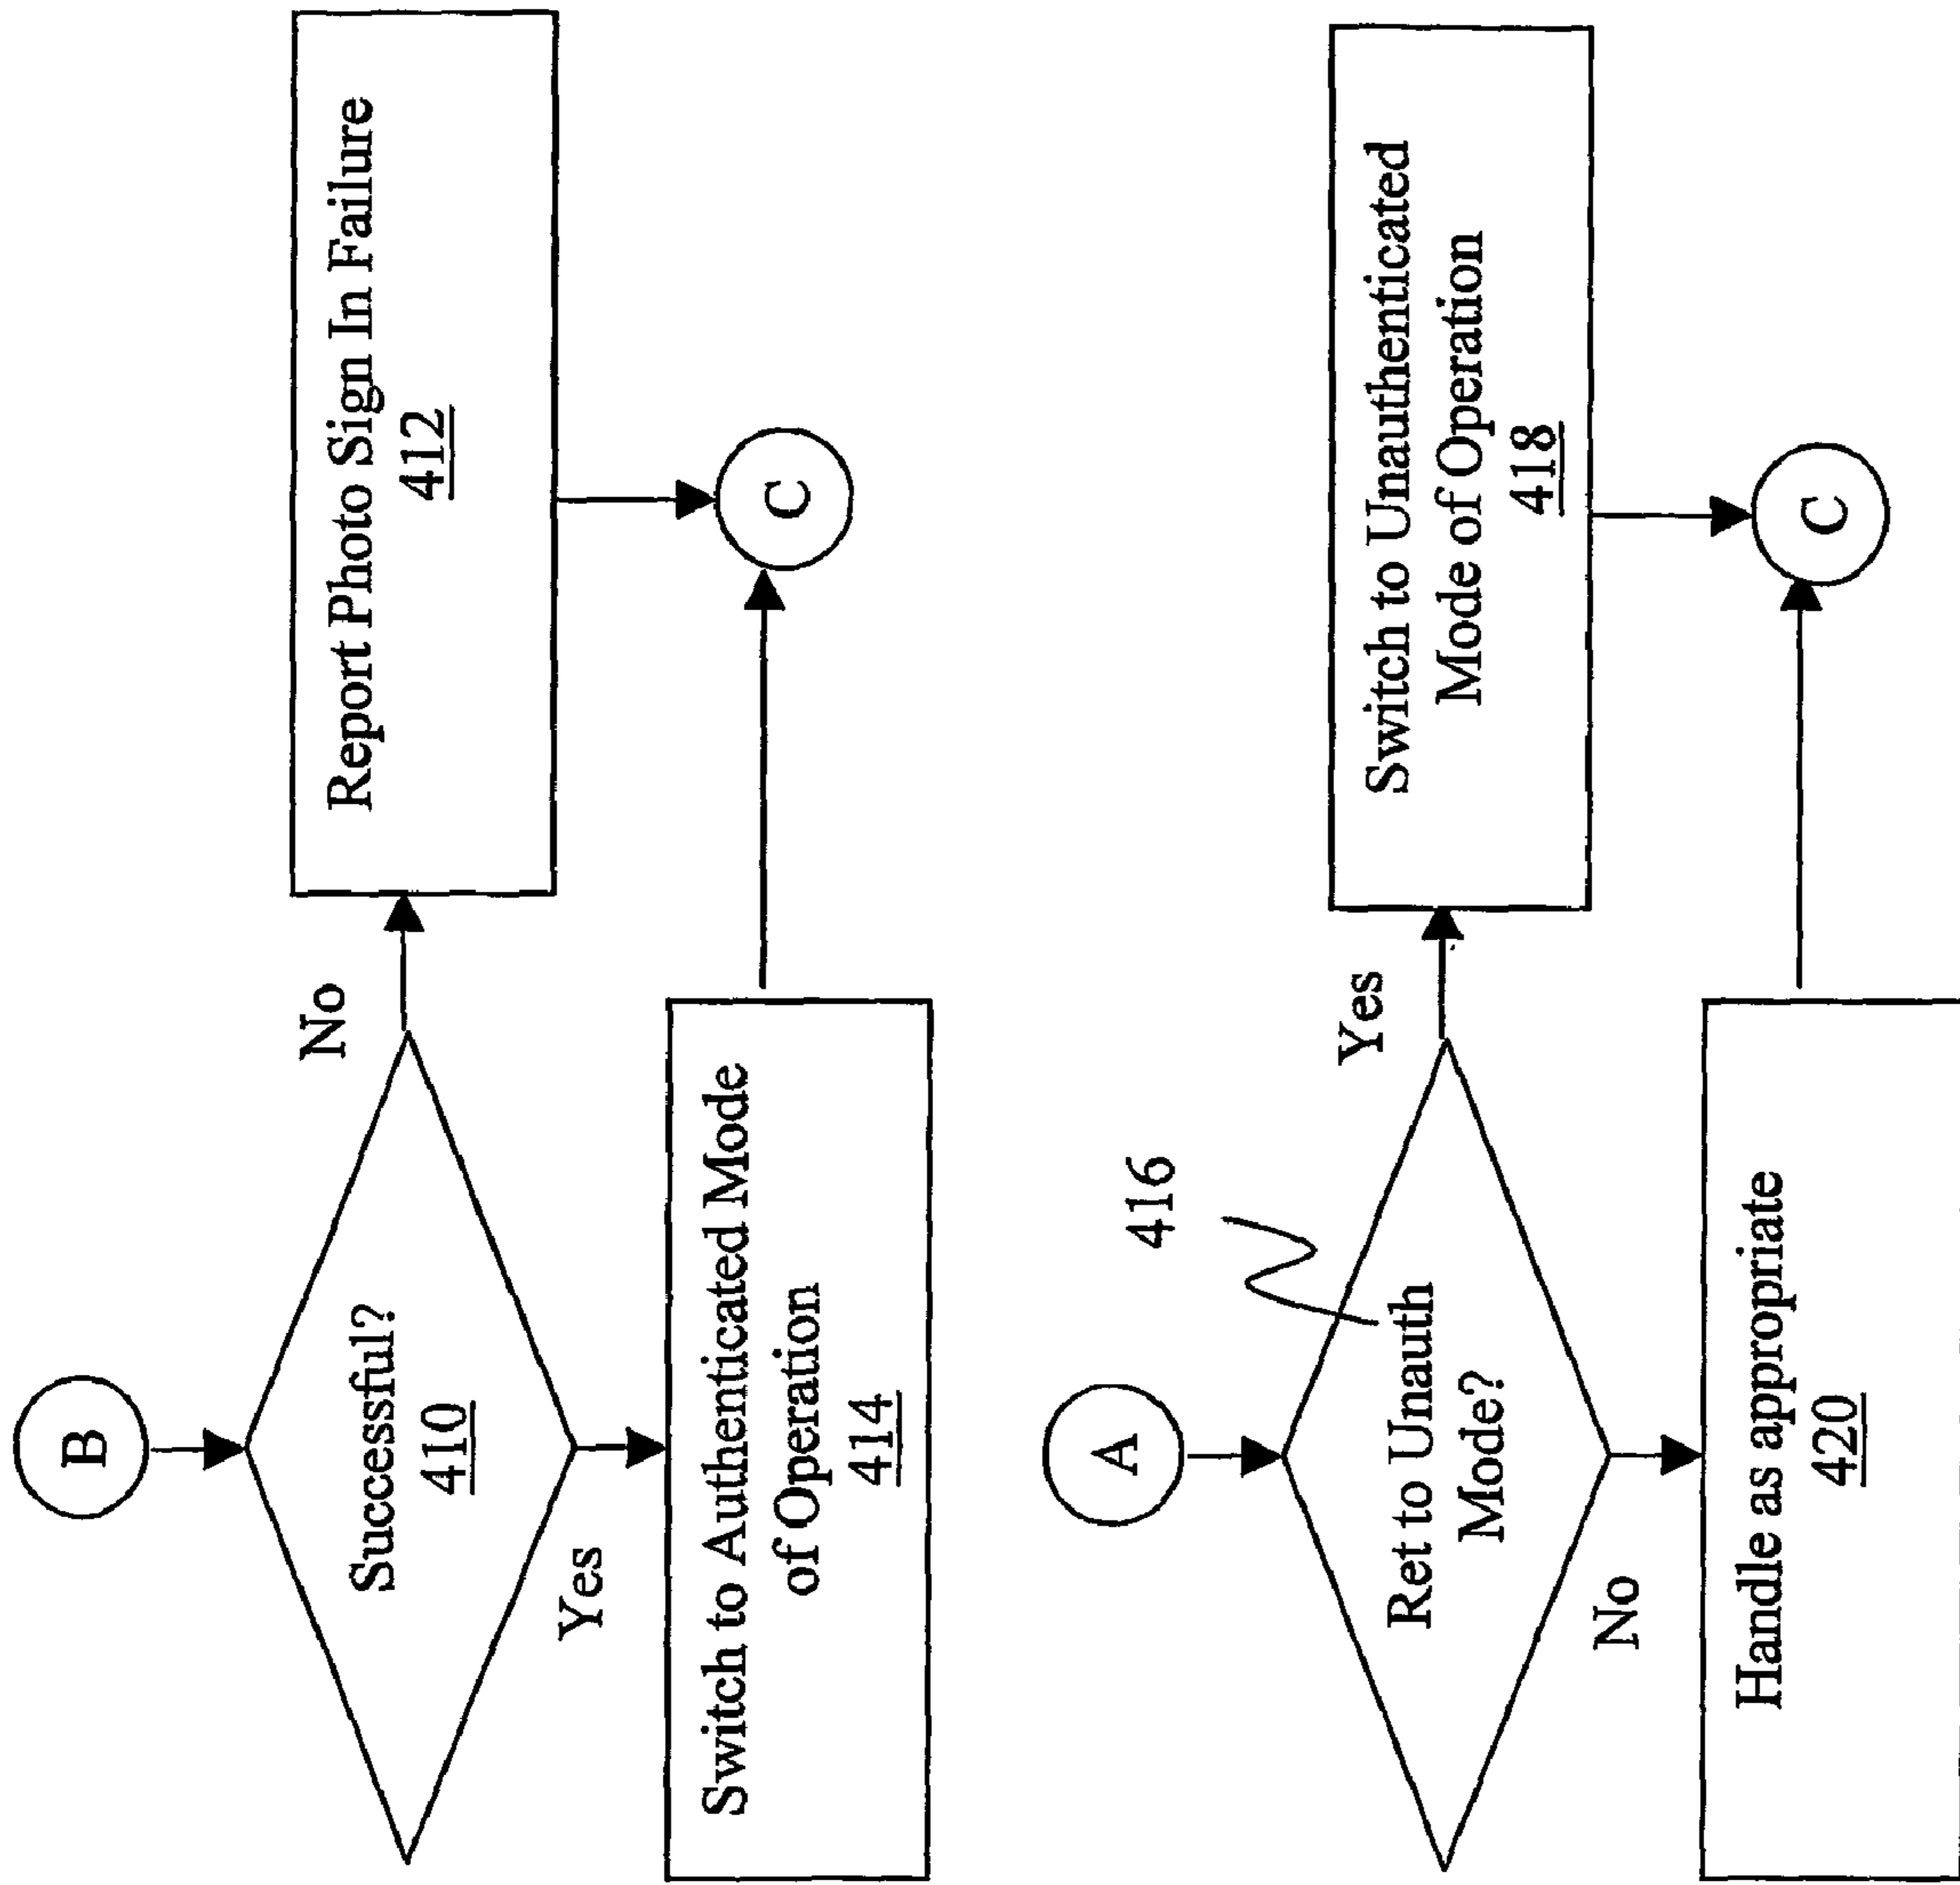 B
Successful?
410
No
Report Photo Sign In Failure
412
Yes
Switch to Authenticated Mode
of Operation
414
C
A
416
Ret to Unauth
Mode?
Yes
Switch to Unauthenticated
Mode of Operation
418
No
Handle as appropriate
420
C